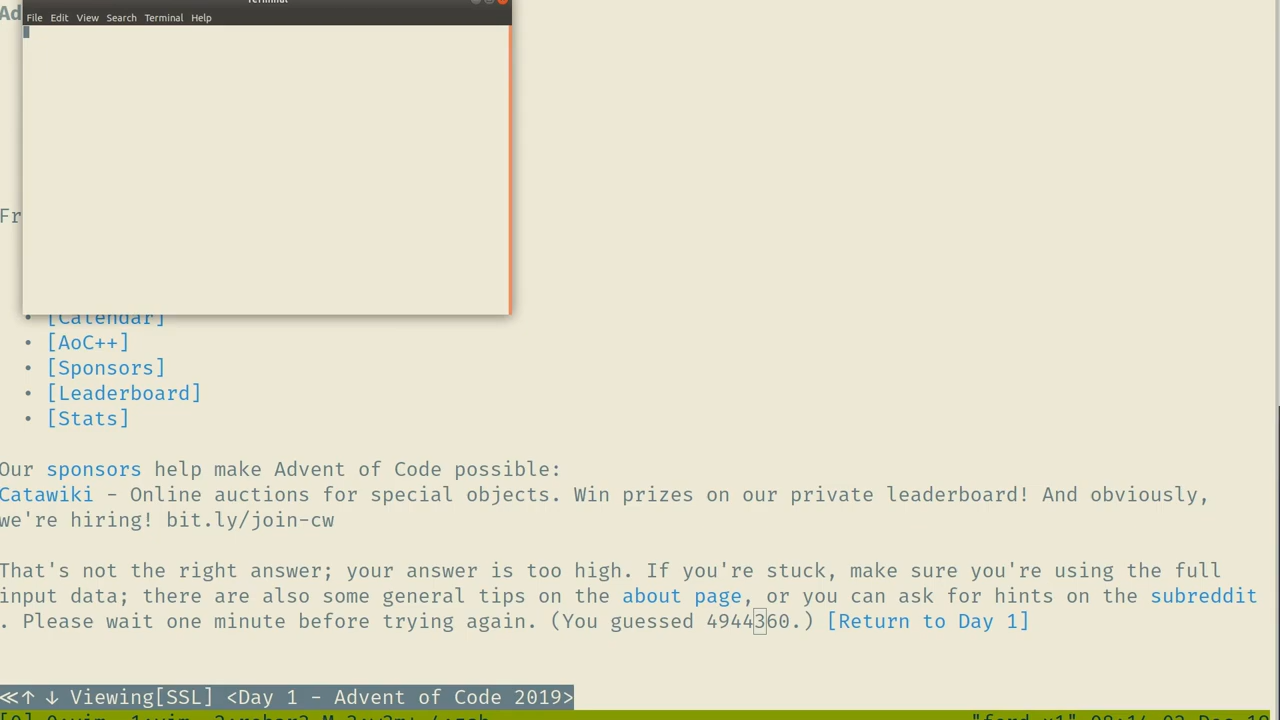 Ad
Terminal
File Edit View Search Terminal Help
Fr
• [Calendar]
• [AoC++]
• [Sponsors]
• [Leaderboard]
• [Stats]
Our sponsors help make Advent of Code possible:
Catawiki - Online auctions for special objects. Win prizes on our private leaderboard! And obviously,
we're hiring! bit.ly/join-cw
That's not the right answer; your answer is too high. If you're stuck, make sure you're using the full
input data; there are also some general tips on the about page, or you can ask for hints on the subreddit
. Please wait one minute before trying again. (You guessed 4944360.) [Return to Day 1]
≪↑ ↓ Viewing[SSL] <Day 1 - Advent of Code 2019>